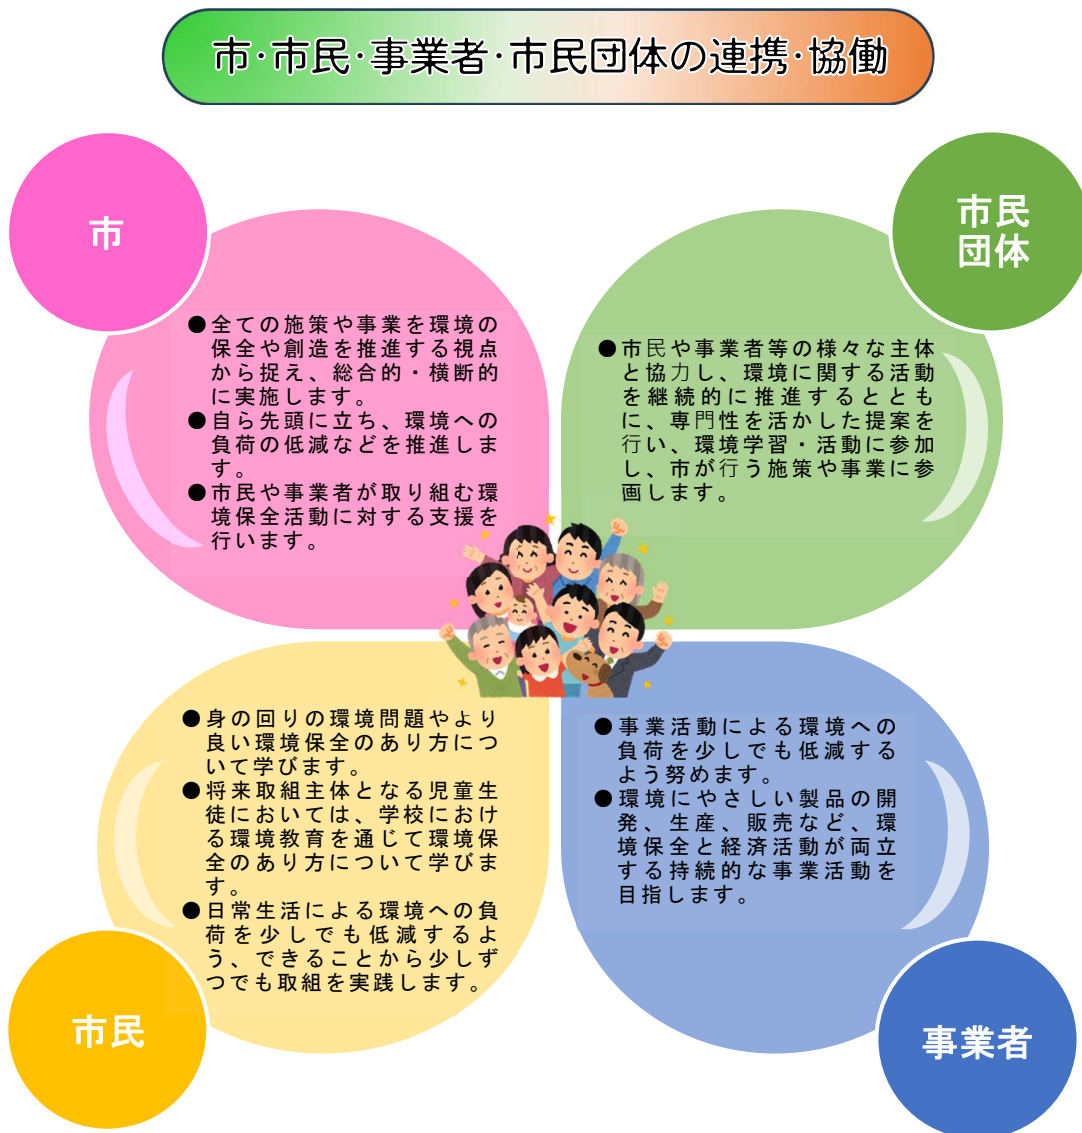 市・市民・事業者・市民団体の連携・協働
市
●全ての施策や事業を環境の
保全や創造を推進する視点
から捉え、総合的・横断的
に実施します。
●自ら先頭に立ち、環境への
負荷の低減などを推進しま
す。
●市民や事業者が取り組む環
境保全活動に対する支援を
行います。
市民
団体
●市民や事業者等の様々な主体
と協力し、環境に関する活動
を継続的に推進するととも
に、専門性を活かした提案を
行い、環境学習・活動に参加
し、市が行う施策や事業に参
画します。
●身の回りの環境問題やより
良い環境保全のあり方につ
いて学びます。
●将来取組主体となる児童生
徒においては、学校におけ
る環境教育を通じて環境保
全のあり方について学びま
す。
●日常生活による環境への負
荷を少しでも低減するよ
う、できることから少しず
つでも取組を実践します。
市民
●事業活動による環境への
負荷を少しでも低減する
よう努めます。
●環境にやさしい製品の開
発、生産、販売など、環
境保全と経済活動が両立
する持続的な事業活動を
目指します。
事業者